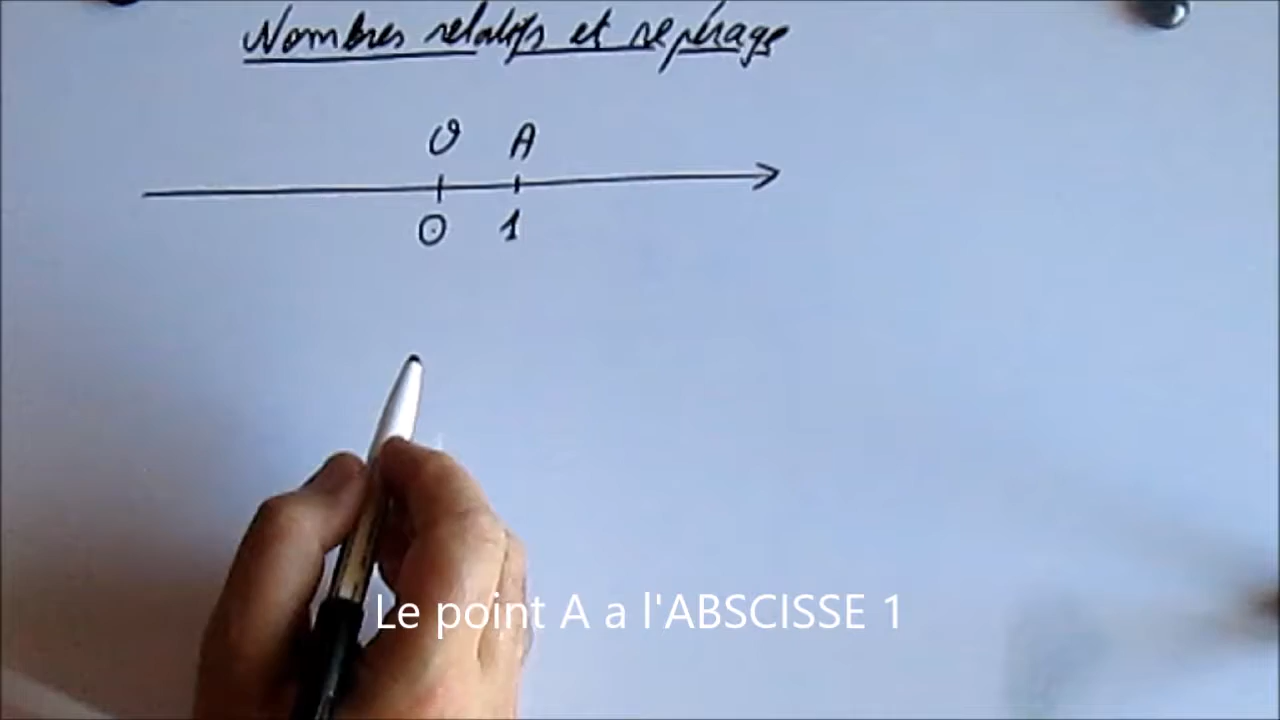 Nombres relatifs et repérage
O A
0 1
Le point A a l'ABSCISSE 1